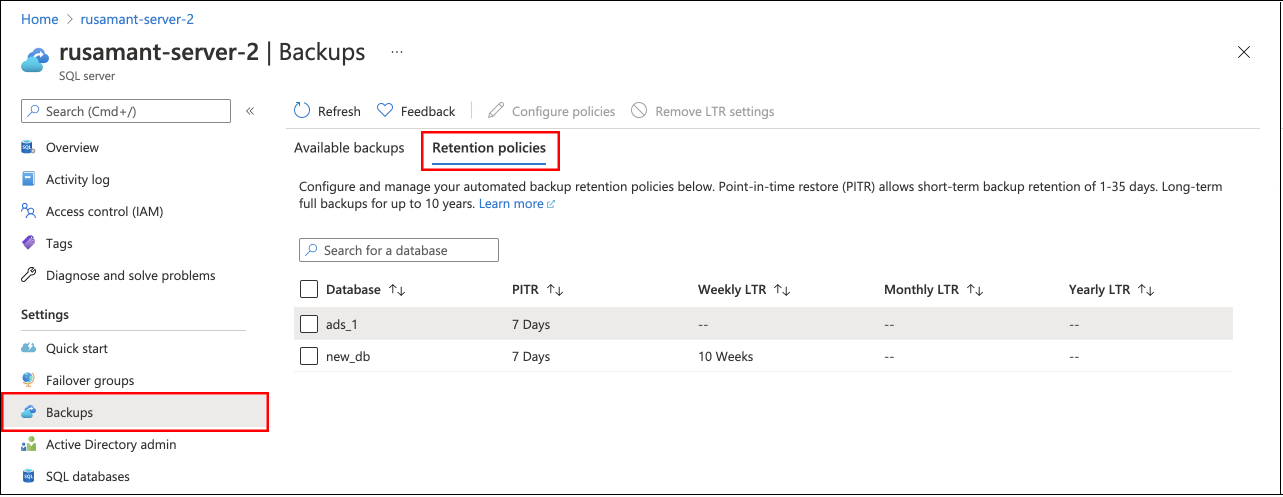 Home > rusamant-server-2
rusamant-server-2 | Backups ...
SQL server
Search (Cmd+/) «
Overview
Activity log
Access control (IAM)
Tags
Diagnose and solve problems
Settings
Quick start
Failover groups
Backups
Active Directory admin
SQL databases
Refresh Feedback Configure policies Remove LTR settings
Available backups Retention policies
Configure and manage your automated backup retention policies below. Point-in-time restore (PITR) allows short-term backup retention of 1-35 days. Long-term
full backups for up to 10 years. Learn more
Search for a database
Database ↑↓ PITR ↑↓ Weekly LTR ↑↓ Monthly LTR ↑↓ Yearly LTR ↑↓
ads_1 7 Days -- -- --
new_db 7 Days 10 Weeks -- --